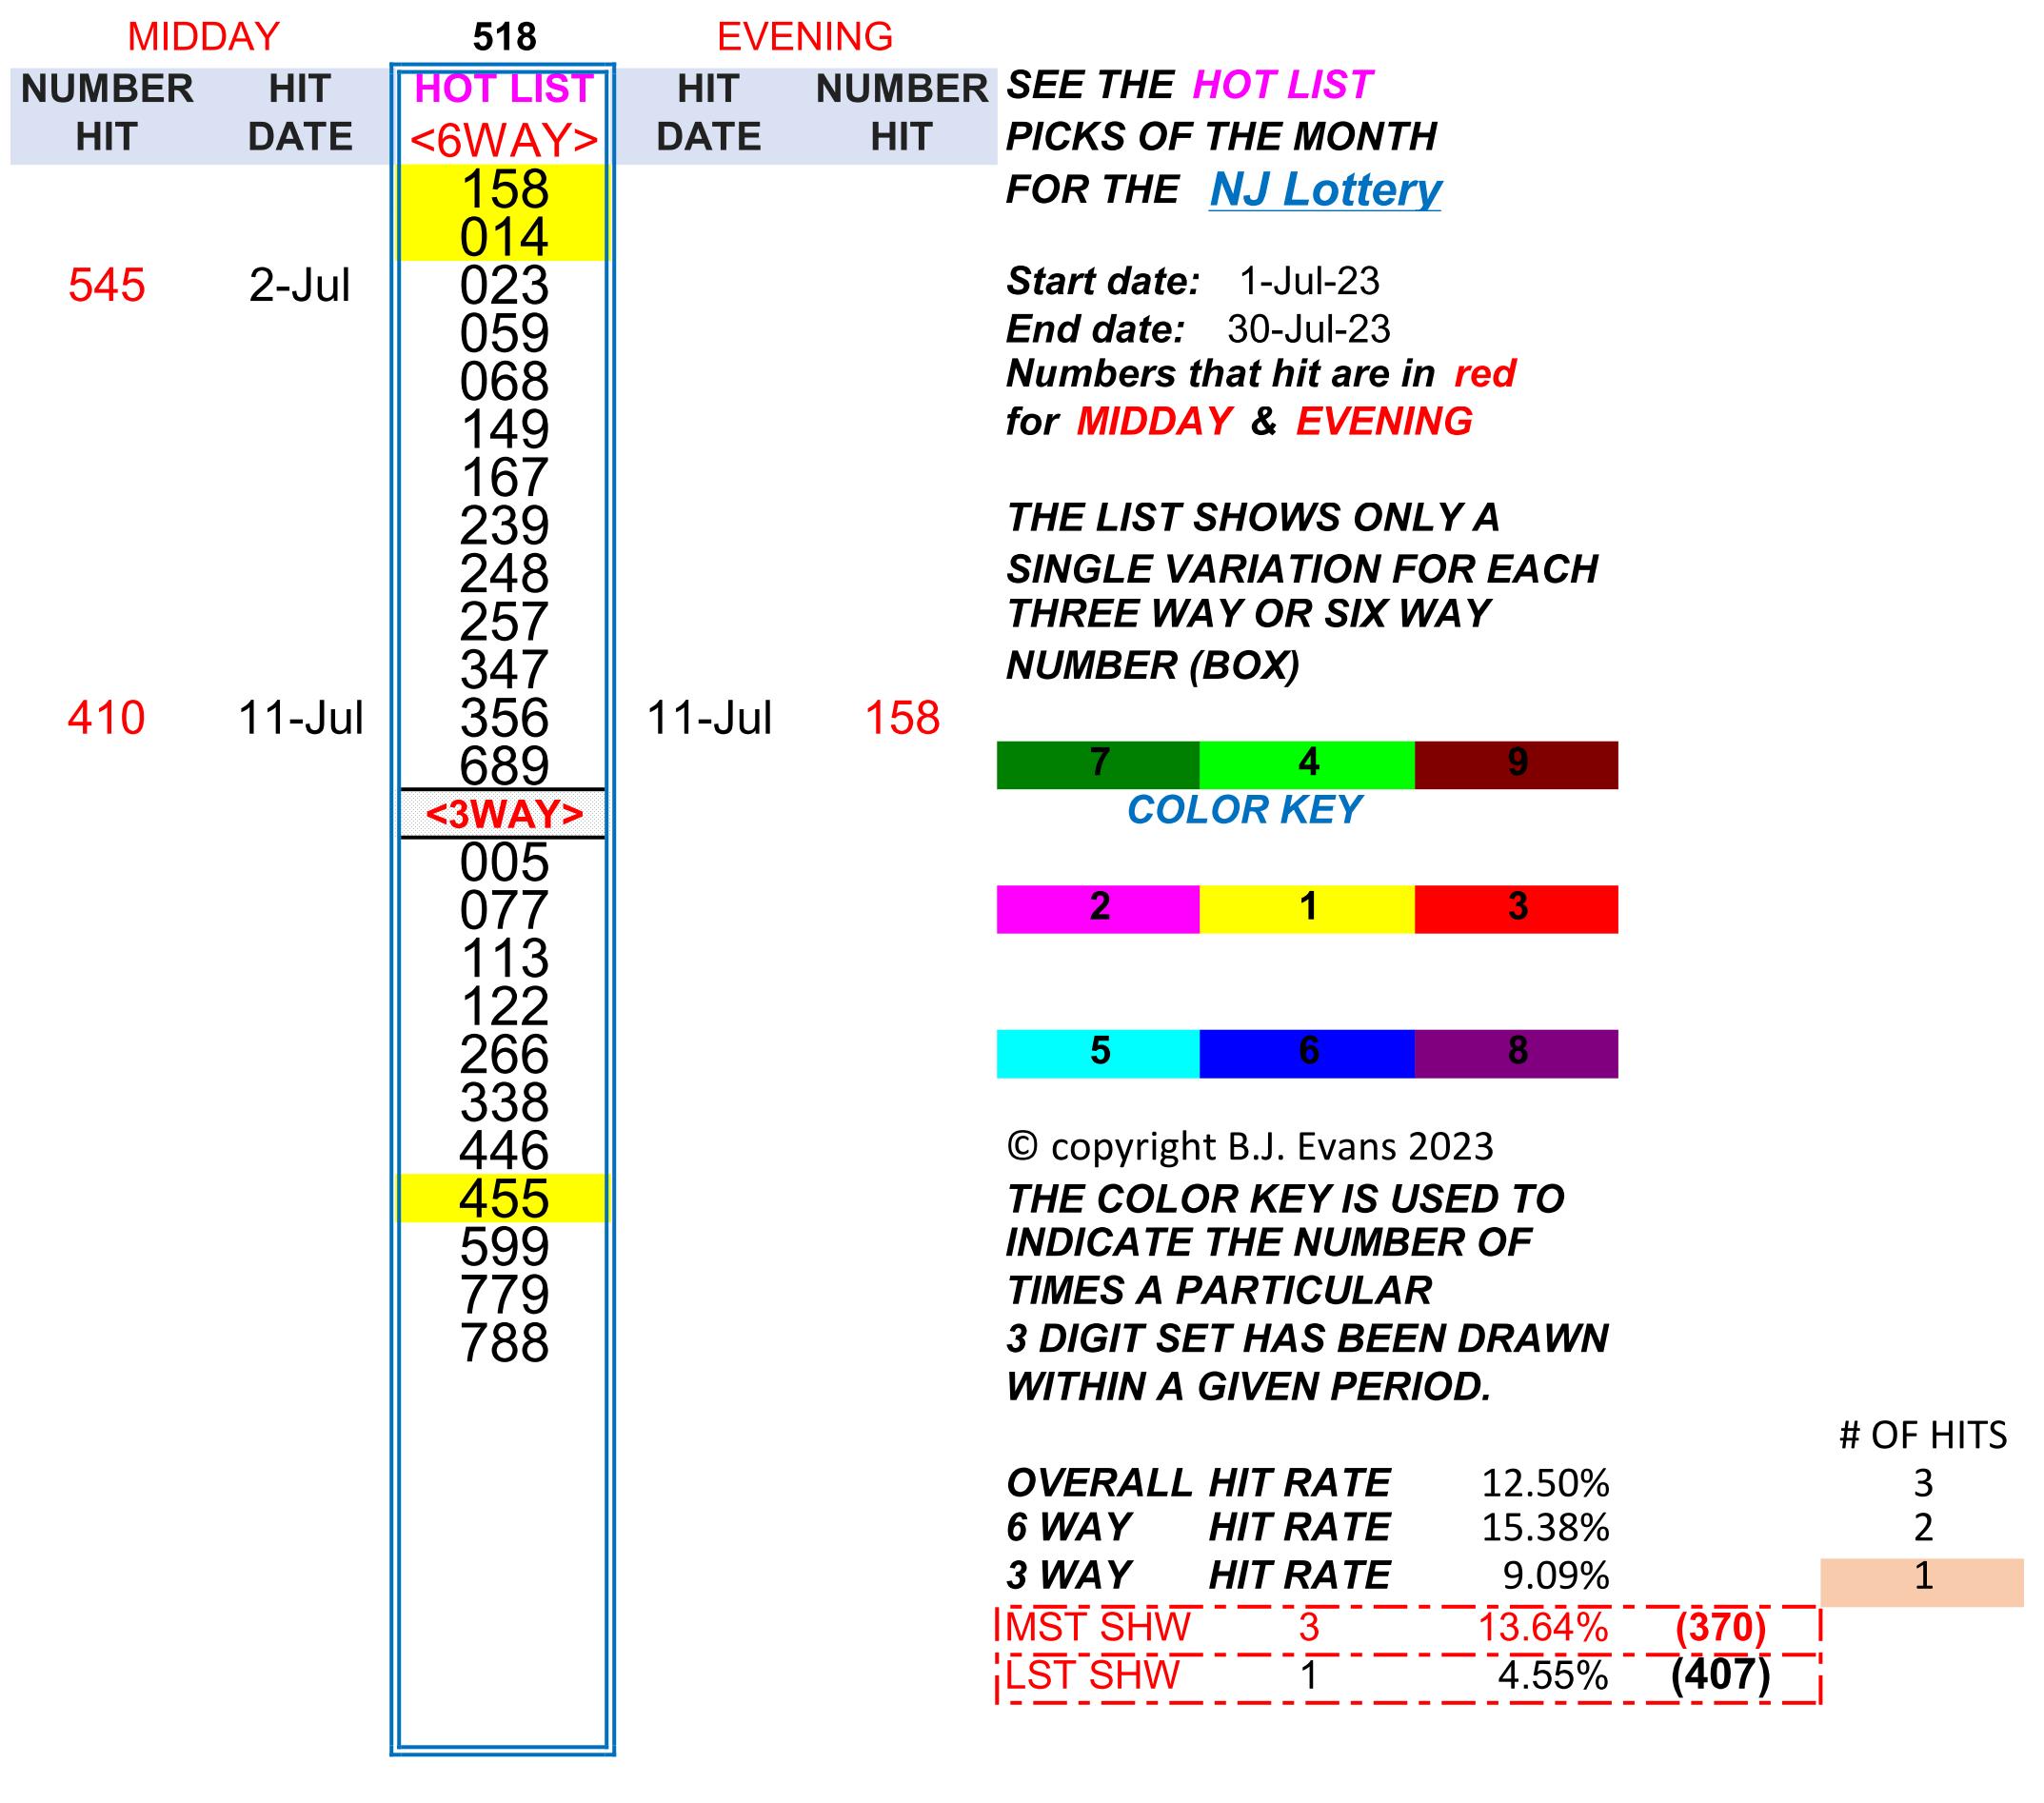 MIDDAY 518 EVENING
NUMBER HIT HOT LIST HIT NUMBER
HIT DATE <6WAY> DATE HIT
158
014
545 2-Jul 023
059
068
149
167
239
248
257
347
410 11-Jul 356 11-Jul 158
689
<3WAY>
005
077
113
122
266
338
446
455
599
779
788
SEE THE HOT LIST
PICKS OF THE MONTH
FOR THE NJ Lottery
Start date: 1-Jul-23
End date: 30-Jul-23
Numbers that hit are in red
for MIDDAY & EVENING
THE LIST SHOWS ONLY A
SINGLE VARIATION FOR EACH
THREE WAY OR SIX WAY
NUMBER (BOX)
7 4 9
COLOR KEY
2 1 3
5 6 8
© copyright B.J. Evans 2023
THE COLOR KEY IS USED TO
INDICATE THE NUMBER OF
TIMES A PARTICULAR
3 DIGIT SET HAS BEEN DRAWN
WITHIN A GIVEN PERIOD.
# OF HITS
OVERALL HIT RATE 12.50% 3
6 WAY HIT RATE 15.38% 2
3 WAY HIT RATE 9.09% 1
MST SHW 3 13.64% (370)
LST SHW 1 4.55% (407)